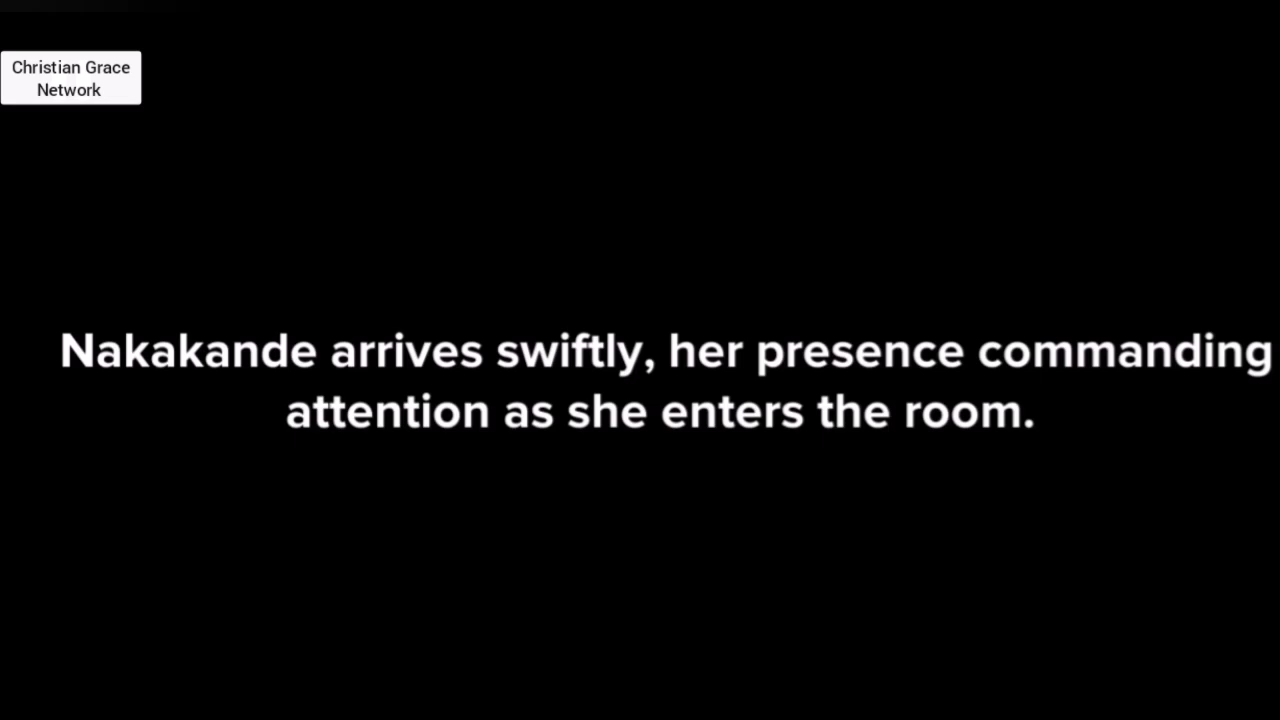 Christian Grace
Network
Nakakande arrives swiftly, her presence commanding
attention as she enters the room.